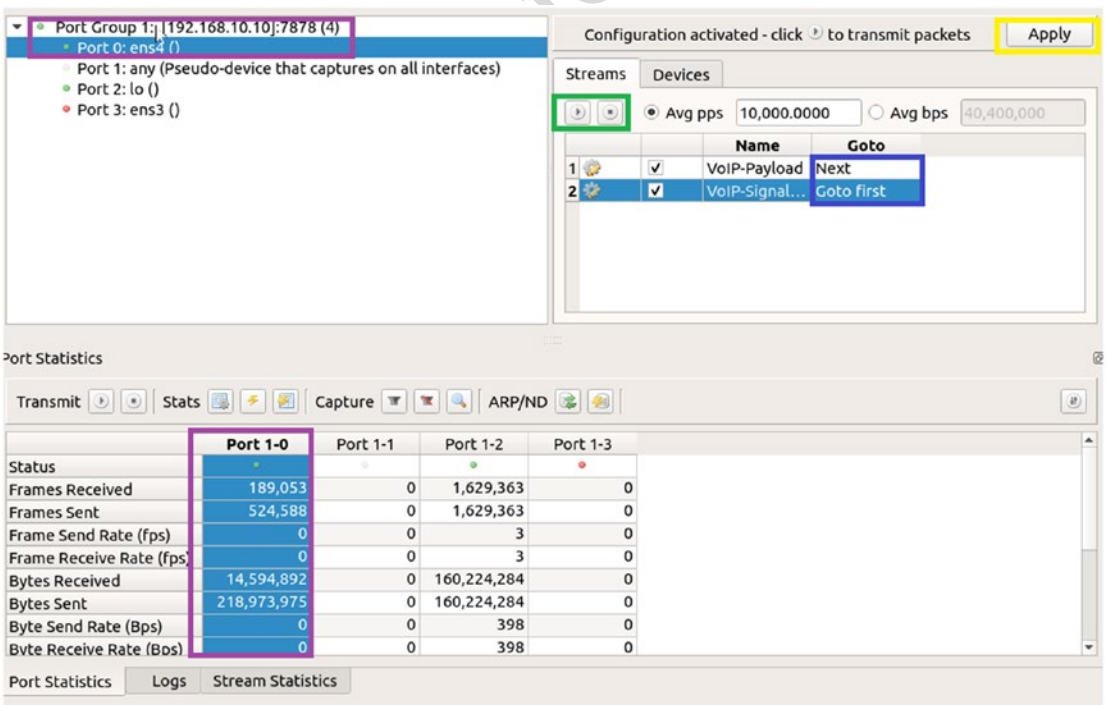 Port Group 1: [192.168.10.10]:7878 (4)
Port 0: ens4 ()
Port 1: any (Pseudo-device that captures on all interfaces)
Port 2: lo ()
Port 3: ens3 ()
Configuration activated - click to transmit packets Apply
Streams Devices
Avg pps 10,000.0000 Avg bps 40,400,000
Name Goto
1 VoIP-Payload Next
2 VoIP-Signal... Goto first
Port Statistics
Transmit Stats Capture ARP/ND
Port 1-0 Port 1-1 Port 1-2 Port 1-3
Status
Frames Received 189,053 0 1,629,363 0
Frames Sent 524,588 0 1,629,363 0
Frame Send Rate (fps) 0 0 3 0
Frame Receive Rate (fps) 0 0 3 0
Bytes Received 14,594,892 0 160,224,284 0
Bytes Sent 218,973,975 0 160,224,284 0
Byte Send Rate (Bps) 0 0 398 0
Byte Receive Rate (Bps) 0 0 398 0
Port Statistics Logs Stream Statistics